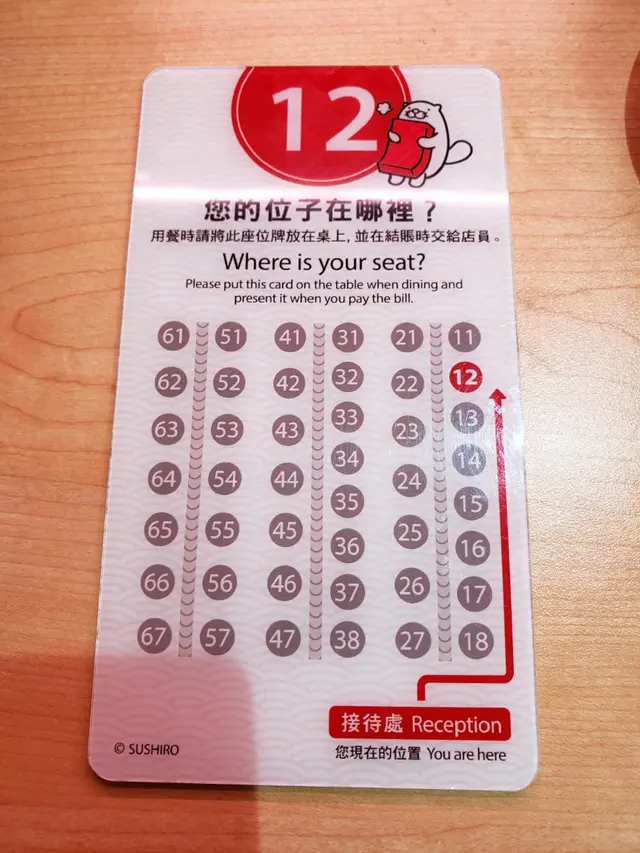 12
您的位子在哪裡？
用餐時請將此座位牌放在桌上, 並在結賬時交給店員。
Where is your seat?
Please put this card on the table when dining and
present it when you pay the bill.
61 51 41 31 21 11
62 52 42 32 22 12
63 53 43 33 23 13
64 54 44 34 24 14
65 55 45 35 25 15
66 56 46 36 26 16
67 57 47 37 27 17
38 18
接待處 Reception
© SUSHIRO
您現在的位置 You are here